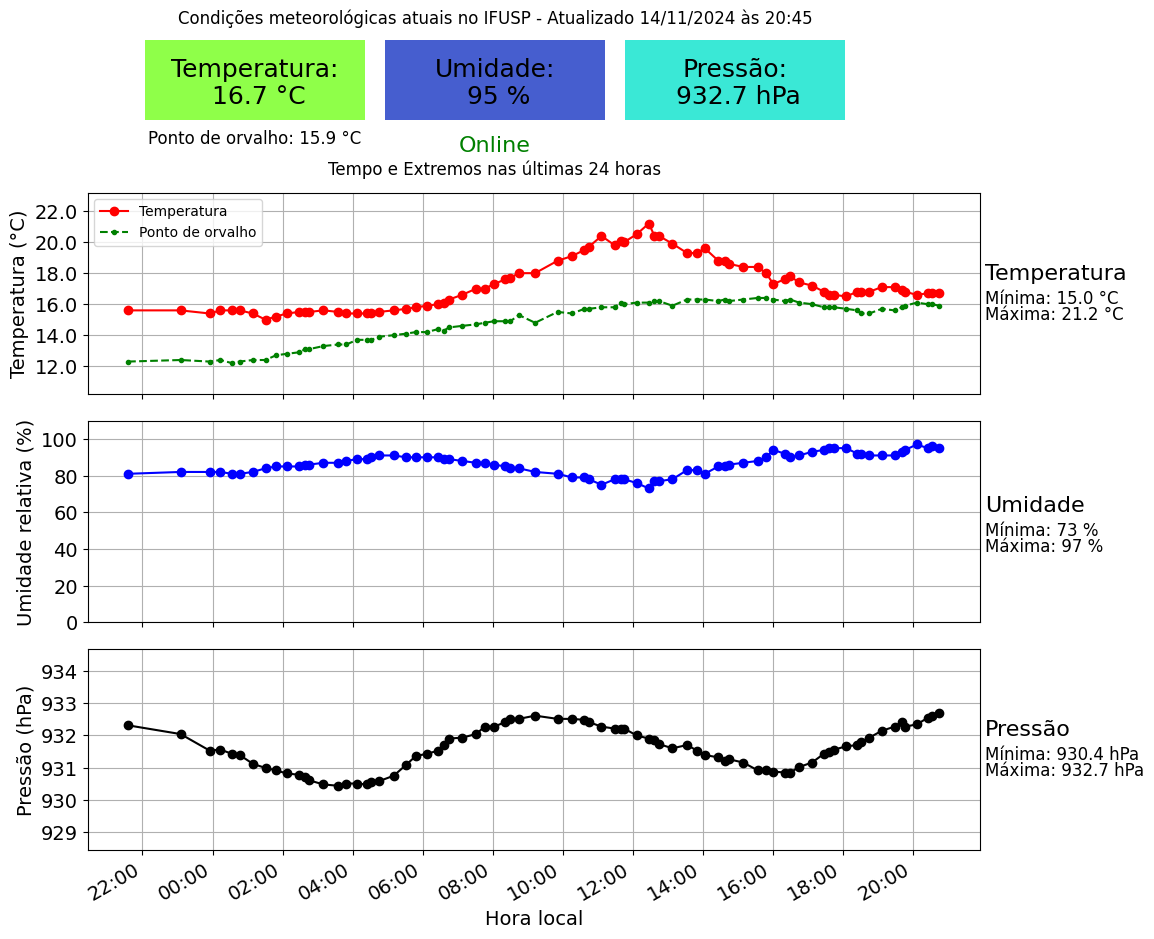 Condições meteorológicas atuais no IFUSP - Atualizado 14/11/2024 às 20:45
Temperatura:
16.7 °C
Umidade:
95 %
Pressão:
932.7 hPa
Ponto de orvalho: 15.9 °C
Online
Tempo e Extremos nas últimas 24 horas
Temperatura (°C)
22.0
20.0
18.0
16.0
14.0
12.0
Temperatura
Ponto de orvalho
Temperatura
Mínima: 15.0 °C
Máxima: 21.2 °C
Umidade relativa (%)
100
80
60
40
20
0
Umidade
Mínima: 73 %
Máxima: 97 %
Pressão (hPa)
934
933
932
931
930
929
Pressão
Mínima: 930.4 hPa
Máxima: 932.7 hPa
22:00 00:00 02:00 04:00 06:00 08:00 10:00 12:00 14:00 16:00 18:00 20:00
Hora local